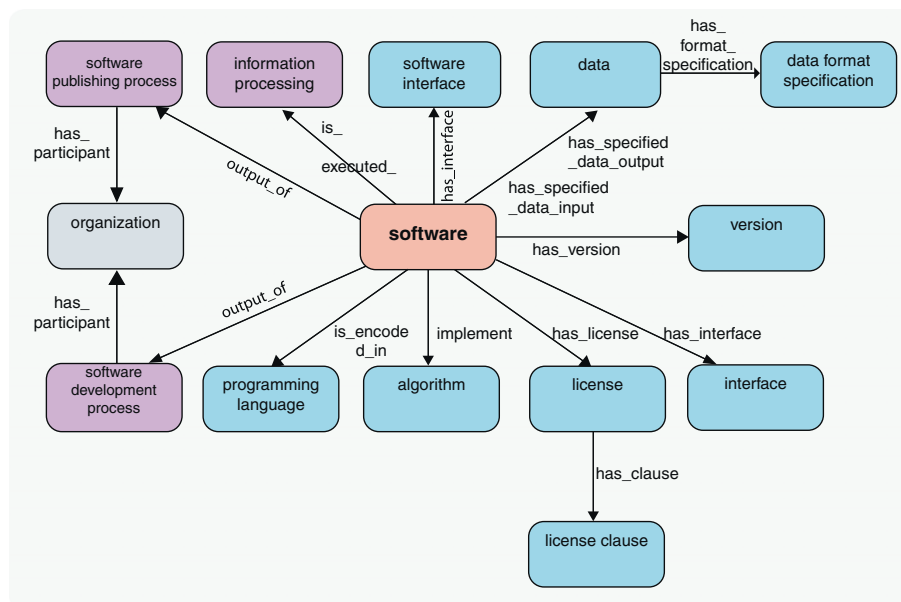 software
publishing process
information
processing
software
interface
data
has_
format_
specification
data format
specification
has_
participant
is_
executed_
has_interface
has_specified
_data_output
output_of
has_specified
_data_input
organization
software
version
has_version
has_
participant
output_of
is_encode
d_in
implement
has_license
has_interface
software
development
process
programming
language
algorithm
license
interface
has_clause
license clause